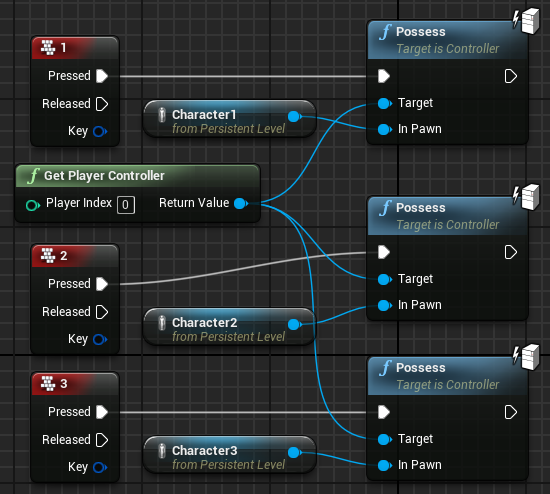 1
Pressed
Released
Key
Character1
from Persistent Level
Possess
Target is Controller
Target
In Pawn
Get Player Controller
Player Index 0 Return Value
2
Pressed
Released
Key
Character2
from Persistent Level
Possess
Target is Controller
Target
In Pawn
3
Pressed
Released
Key
Character3
from Persistent Level
Possess
Target is Controller
Target
In Pawn